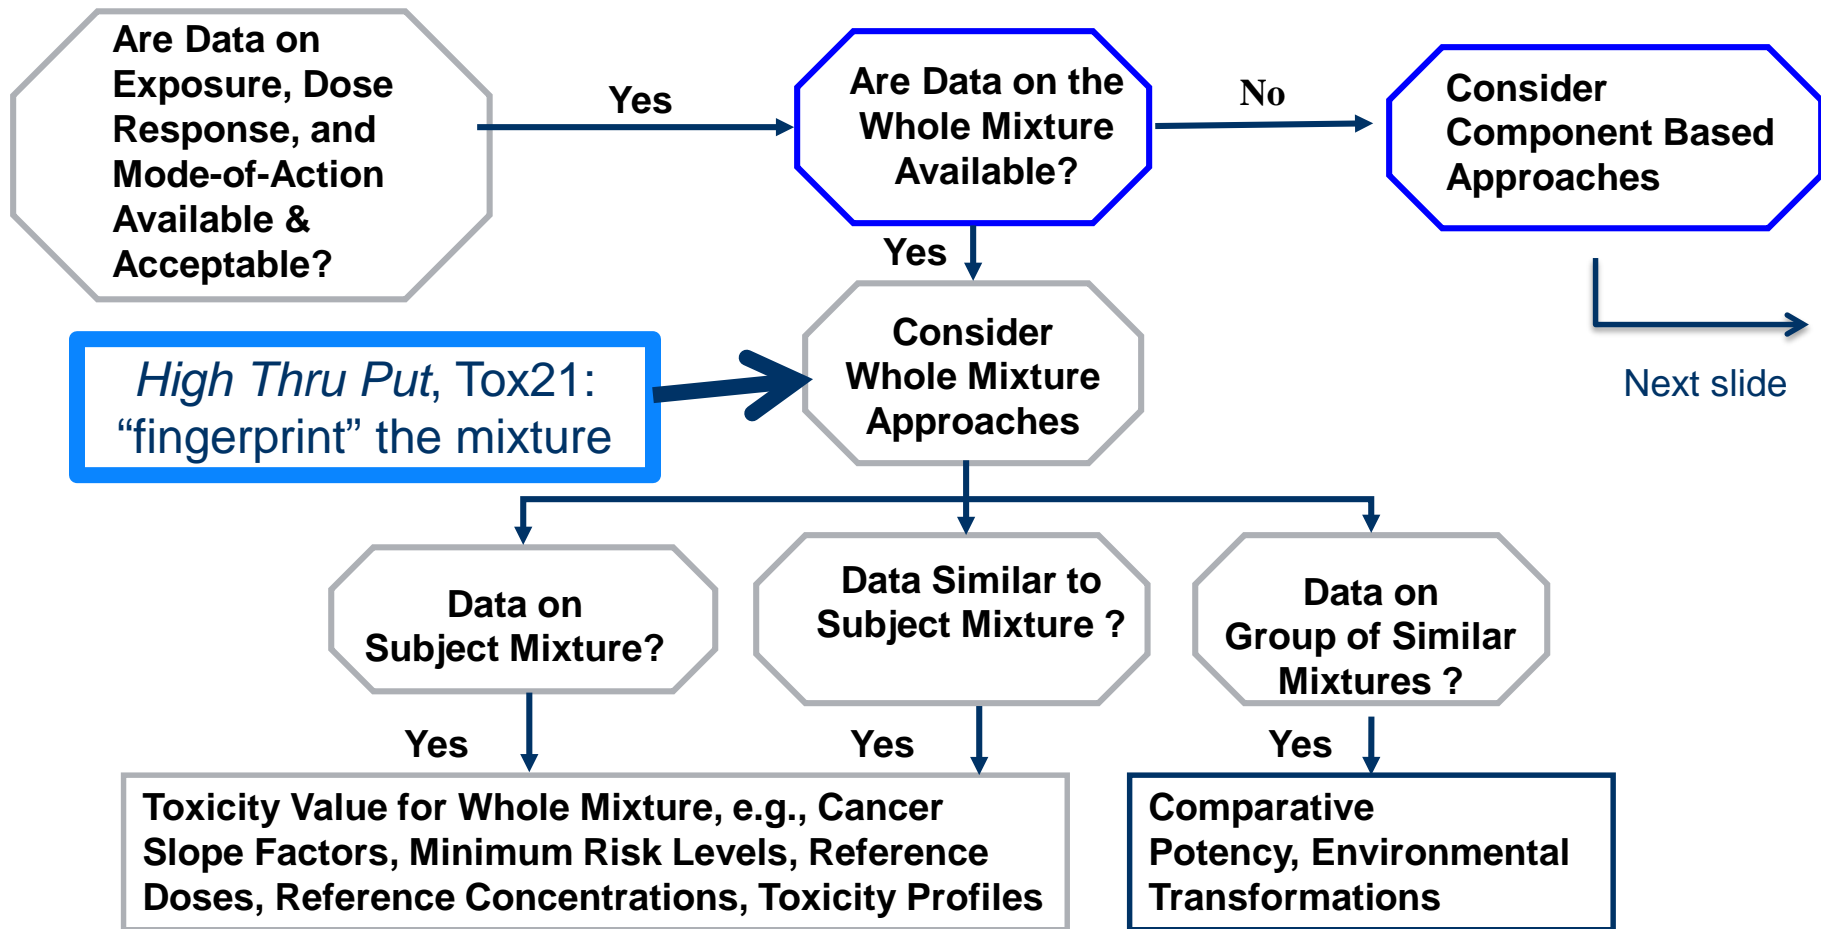 Are Data on
Exposure, Dose
Response, and
Mode-of-Action
Available &
Acceptable?
Yes
Are Data on the
Whole Mixture
Available?
No
Consider
Component Based
Approaches
Yes
Next slide
High Thru Put, Tox21:
“fingerprint” the mixture
Consider
Whole Mixture
Approaches
Data on
Subject Mixture?
Data Similar to
Subject Mixture ?
Data on
Group of Similar
Mixtures ?
Yes
Yes
Yes
Toxicity Value for Whole Mixture, e.g., Cancer
Slope Factors, Minimum Risk Levels, Reference
Doses, Reference Concentrations, Toxicity Profiles
Comparative
Potency, Environmental
Transformations